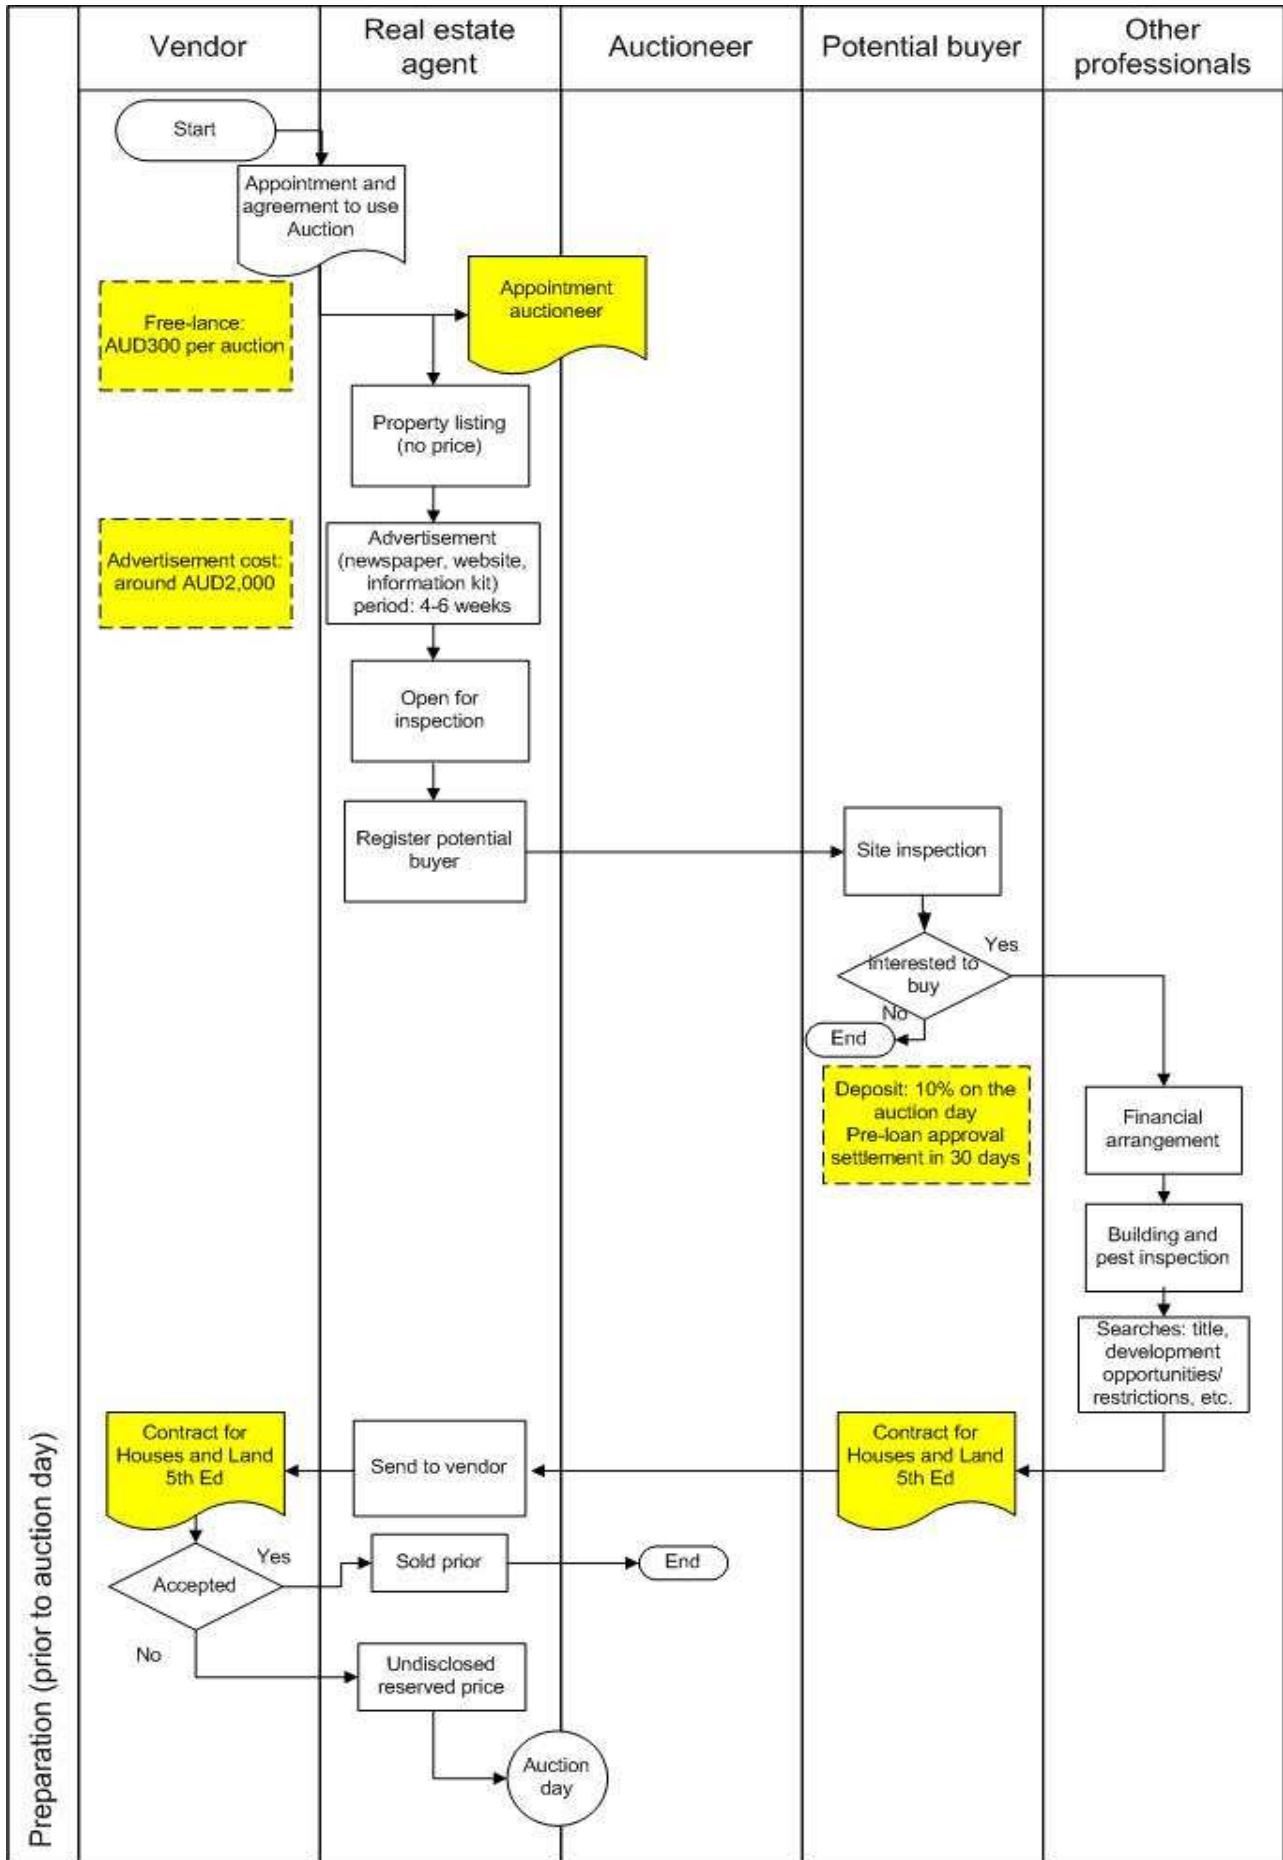 Vendor
Real estate
agent
Auctioneer
Potential buyer
Other
professionals
Start
Appointment and
agreement to use
Auction
Appointment
auctioneer
Free-lance:
AUD300 per auction
Property listing
(no price)
Advertisement
(newspaper, website,
information kit)
period: 4-6 weeks
Advertisement cost:
around AUD2,000
Open for
inspection
Register potential
buyer
Site inspection
Interested to
buy
Yes
No
End
Deposit: 10% on the
auction day
Pre-loan approval
settlement in 30 days
Financial
arrangement
Building and
pest inspection
Searches: title,
development
opportunities/
restrictions, etc.
Contract for
Houses and Land
5th Ed
Send to vendor
Contract for
Houses and Land
5th Ed
Accepted
Yes
Sold prior
End
No
Undisclosed
reserved price
Auction
day
Preparation (prior to auction day)